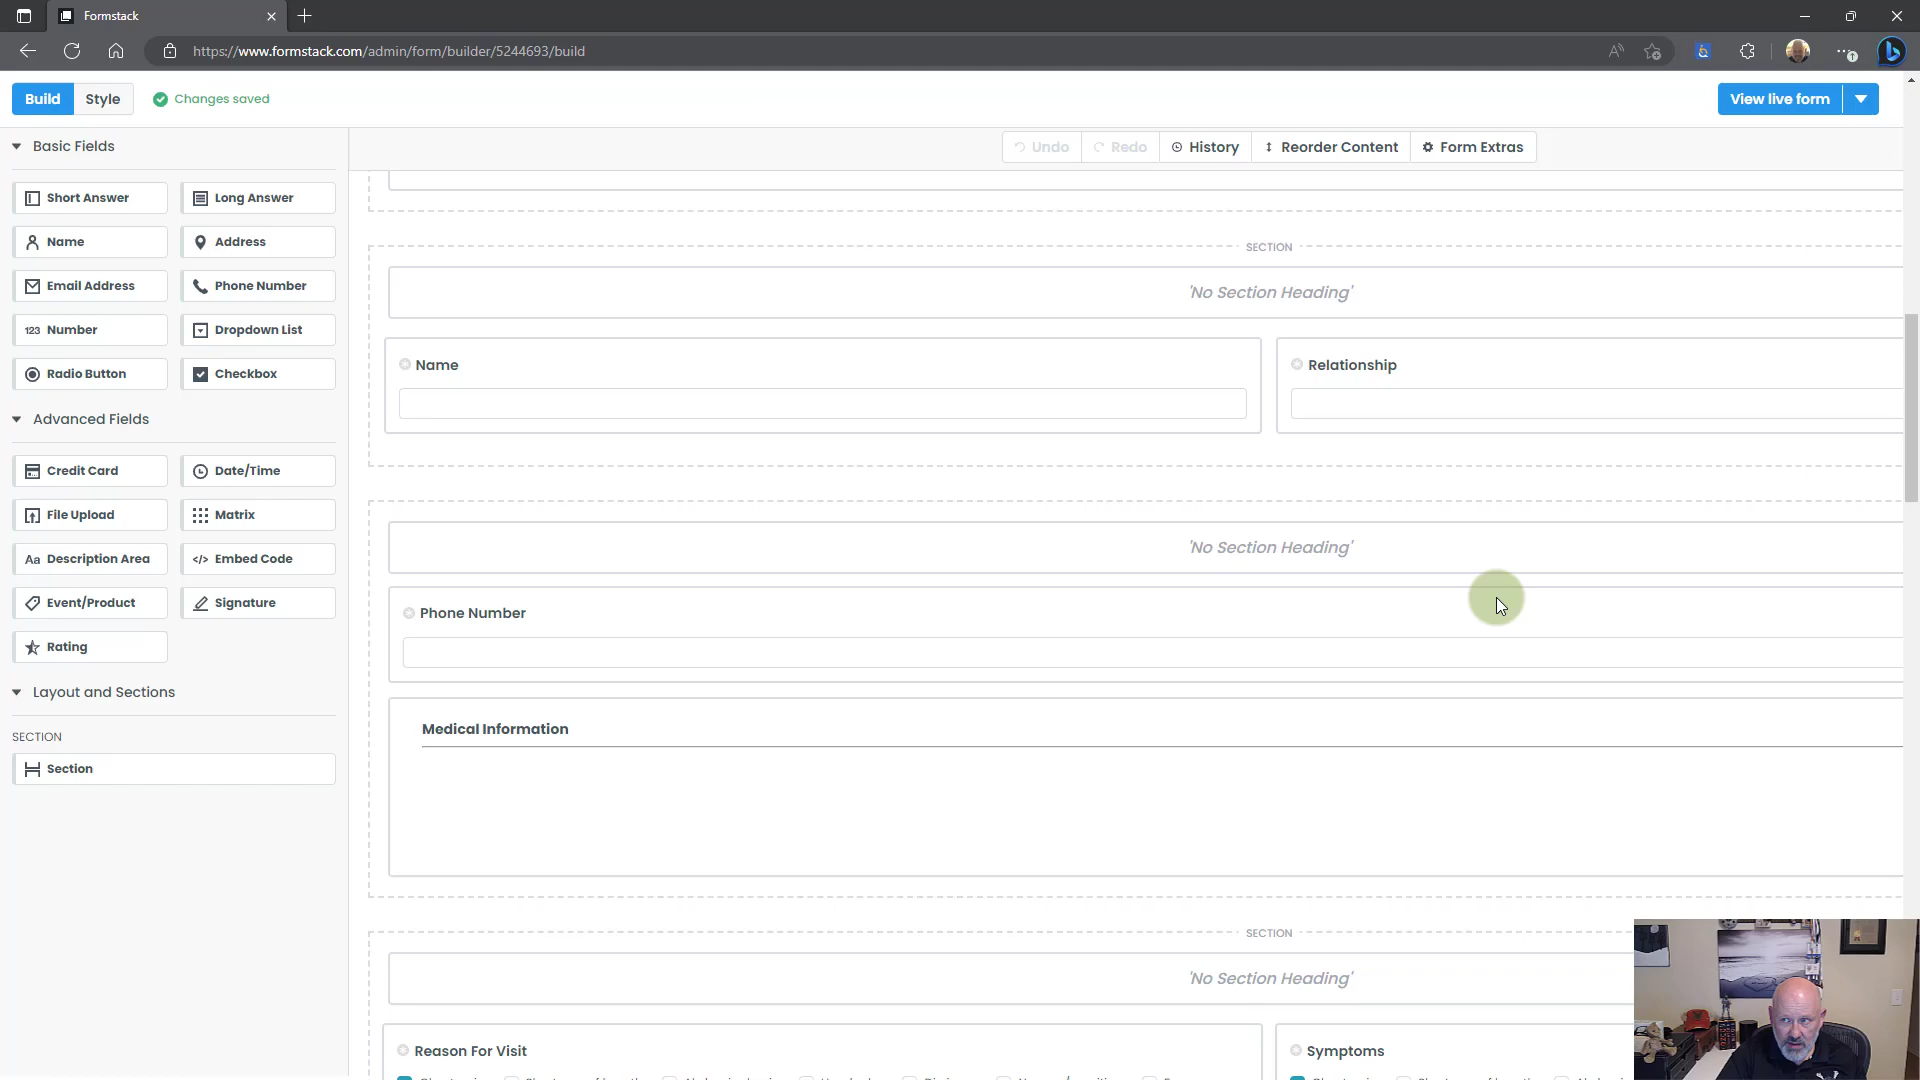 Formstack
https://www.formstack.com/admin/form/builder/5244693/build
Build
Style
Changes saved
View live form
Undo
Redo
History
Reorder Content
Form Extras
Basic Fields
Short Answer
Long Answer
Name
Address
Email Address
Phone Number
123 Number
Dropdown List
Radio Button
Checkbox
Advanced Fields
Credit Card
Date/Time
File Upload
Matrix
Aa Description Area
</> Embed Code
Event/Product
Signature
Rating
Layout and Sections
SECTION
Section
SECTION
'No Section Heading'
Name
Relationship
'No Section Heading'
Phone Number
Medical Information
SECTION
'No Section Heading'
Reason For Visit
Symptoms